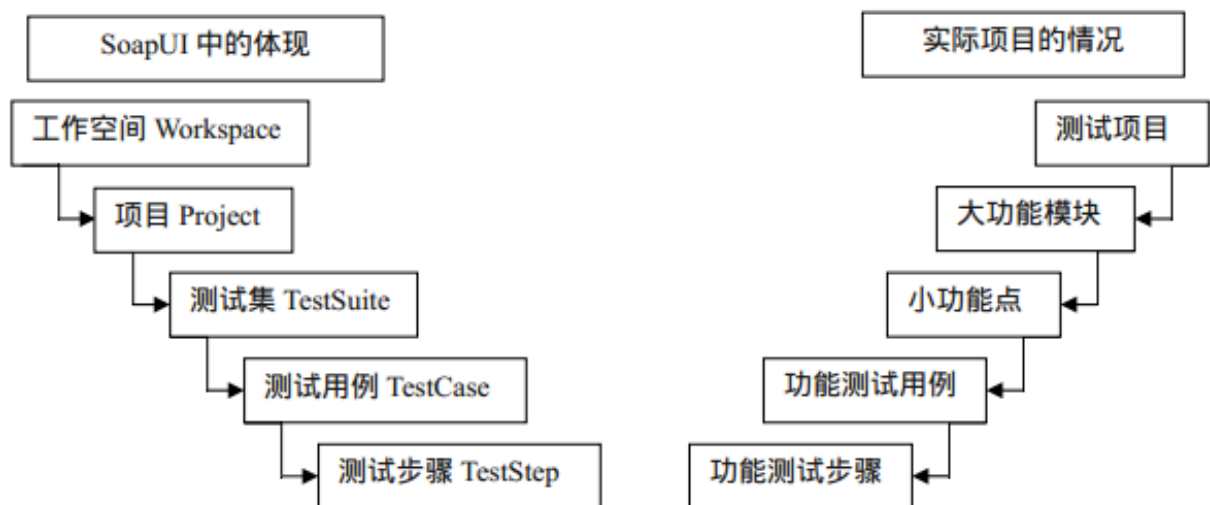 SoapUI 中的体现
实际项目的情况
工作空间 Workspace
测试项目
项目 Project
大功能模块
测试集 TestSuite
小功能点
测试用例 TestCase
功能测试用例
测试步骤 TestStep
功能测试步骤